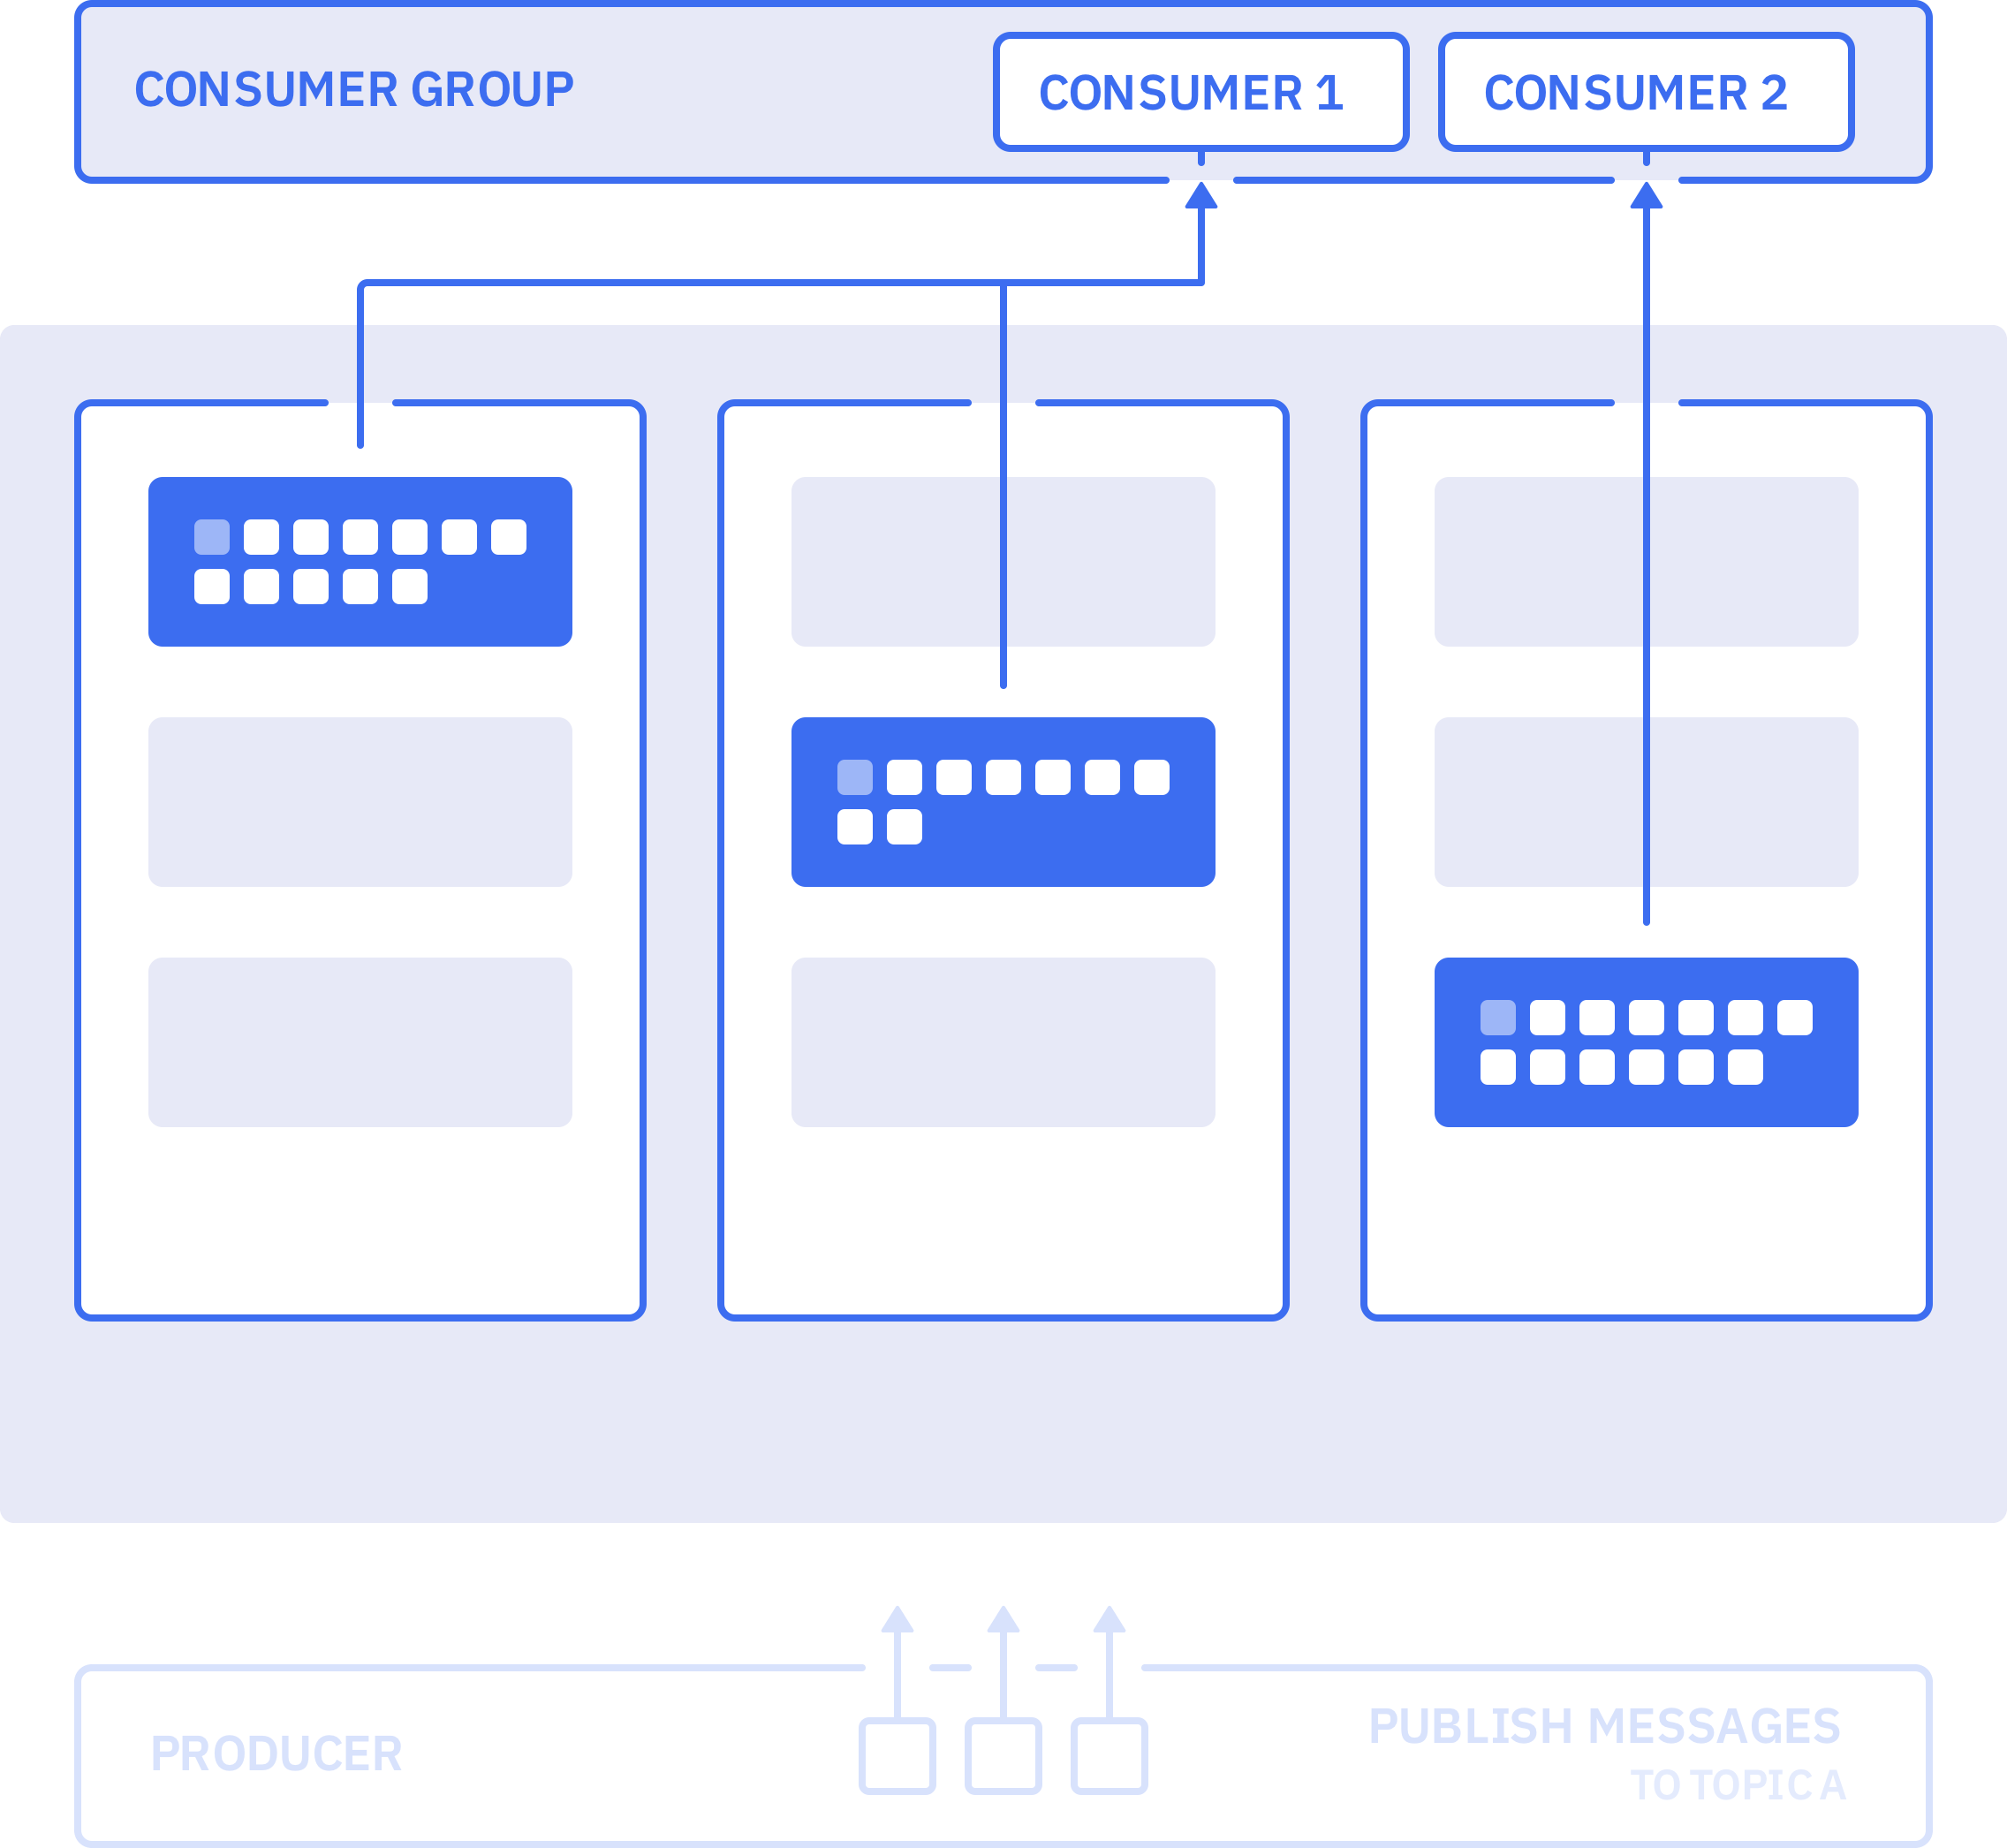 CONSUMER GROUP
CONSUMER 1
CONSUMER 2
PRODUCER
PUBLISH MESSAGES
TO TOPIC A